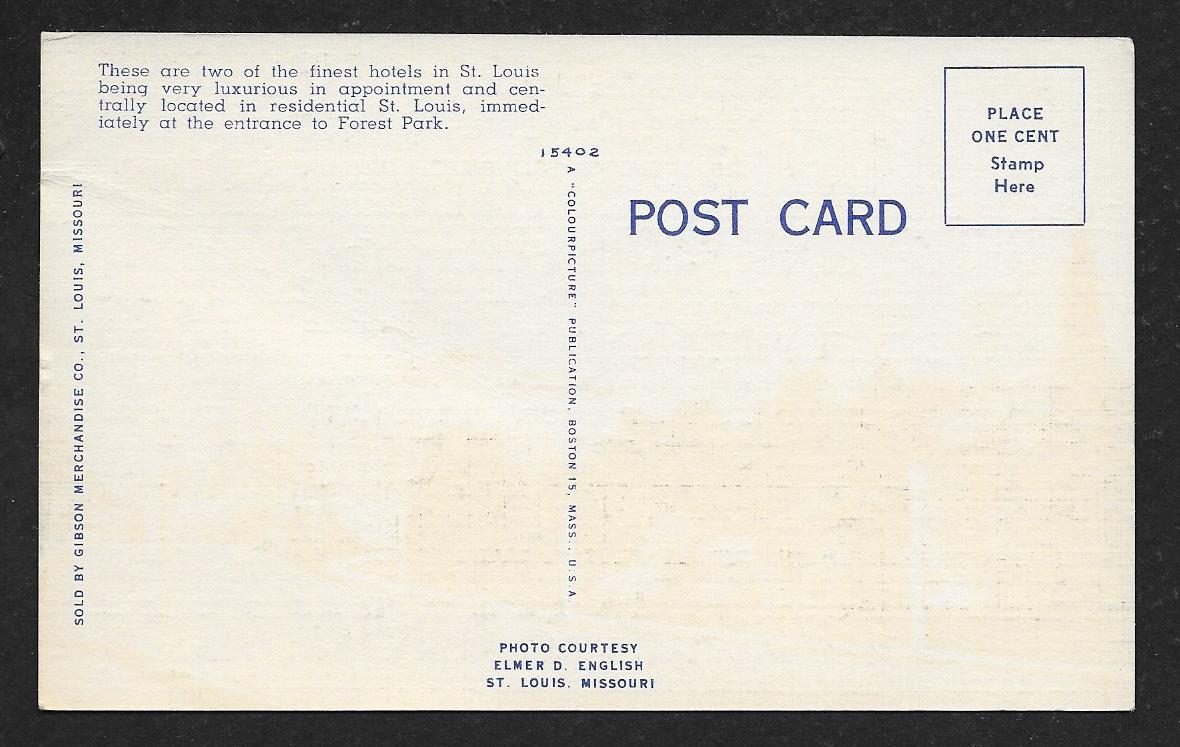 These are two of the finest hotels in St. Louis
being very luxurious in appointment and cen-
trally located in residential St. Louis, immed-
iately at the entrance to Forest Park.
15402
A "COLOURPICTURE" PUBLICATION, BOSTON 15, MASS., U.S.A
SOLD BY GIBSON MERCHANDISE CO., ST. LOUIS, MISSOURI
POST CARD
PLACE
ONE CENT
Stamp
Here
PHOTO COURTESY
ELMER D. ENGLISH
ST. LOUIS. MISSOURI